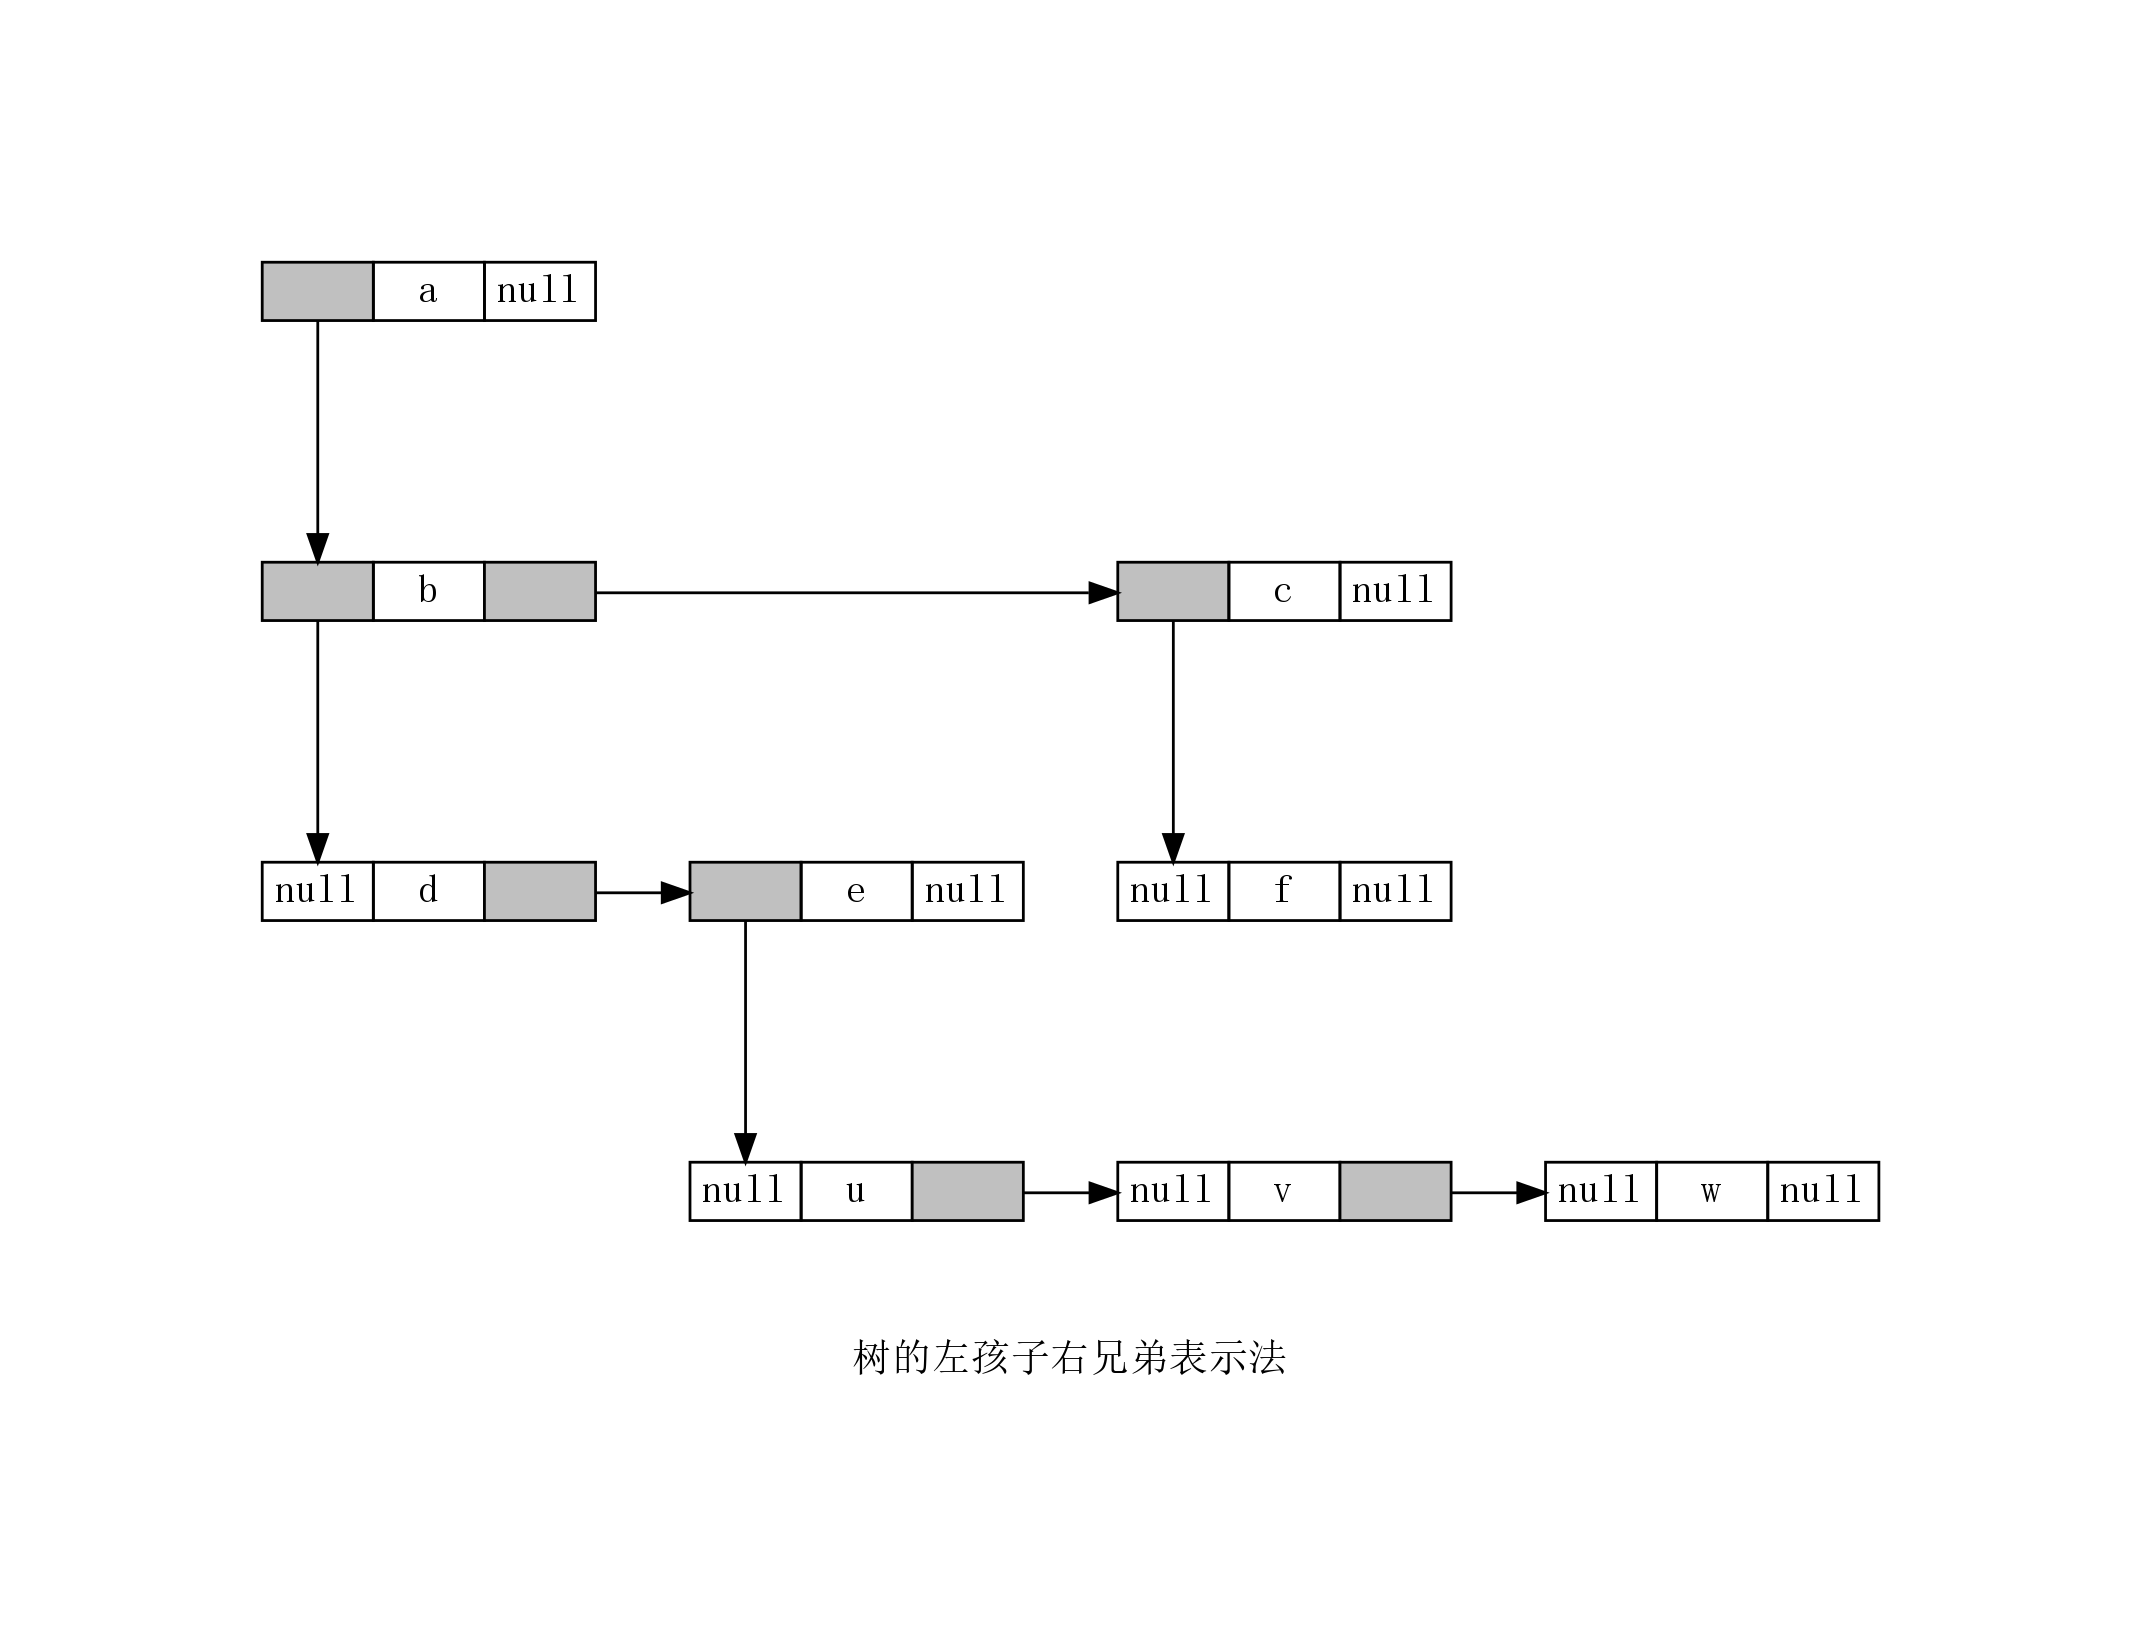 a null
b c null
null d e null null f null
null u null v null w null
树的左孩子右兄弟表示法